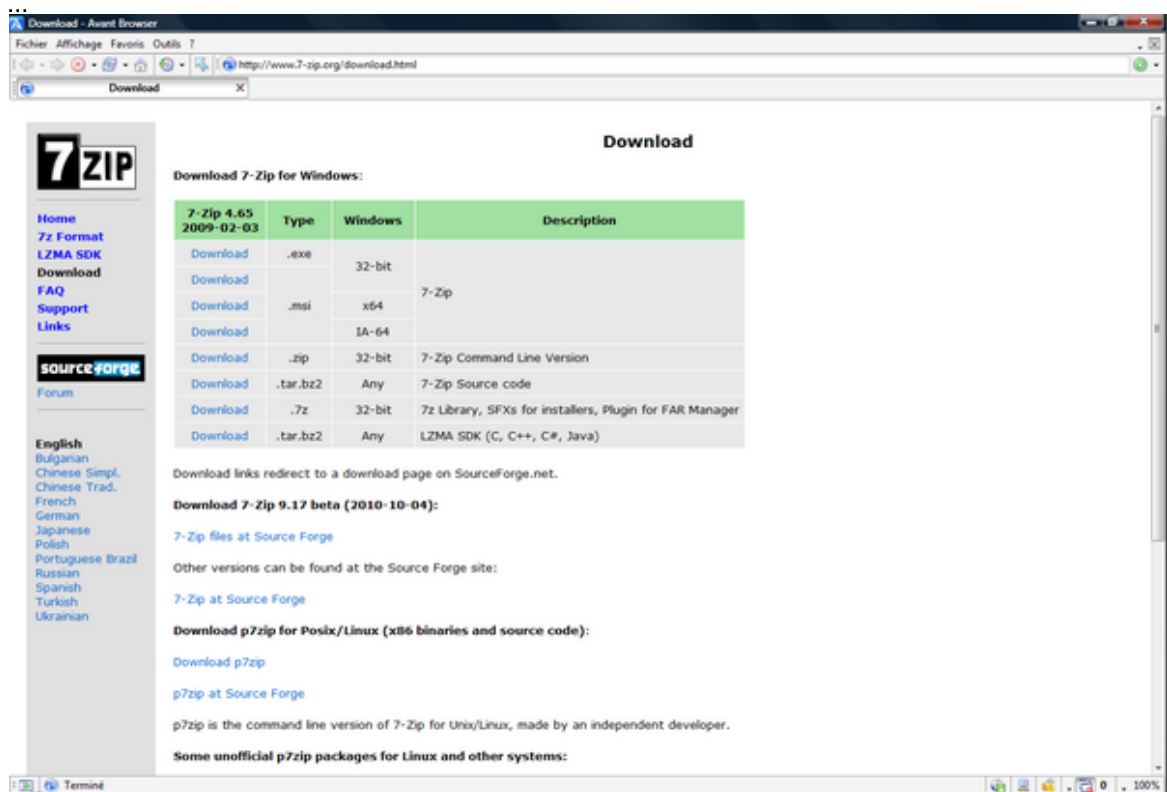 ...
Download - Avant Browser
Fichier Affichage Favoris Outils ?
http://www.7-zip.org/download.html
Download
7ZIP
Home
7z Format
LZMA SDK
Download
FAQ
Support
Links
sourceforge
Forum
English
Bulgarian
Chinese Simpl.
Chinese Trad.
French
German
Japanese
Polish
Portuguese Brazil
Russian
Spanish
Turkish
Ukrainian
Download
Download 7-Zip for Windows:
7-Zip 4.65
2009-02-03 Type Windows Description
Download .exe 32-bit 7-Zip
Download
Download .msi x64
Download IA-64
Download .zip 32-bit 7-Zip Command Line Version
Download .tar.bz2 Any 7-Zip Source code
Download .7z 32-bit 7z Library, SFXs for installers, Plugin for FAR Manager
Download .tar.bz2 Any LZMA SDK (C, C++, C#, Java)
Download links redirect to a download page on SourceForge.net.
Download 7-Zip 9.17 beta (2010-10-04):
7-Zip files at Source Forge
Other versions can be found at the Source Forge site:
7-Zip at Source Forge
Download p7zip for Posix/Linux (x86 binaries and source code):
Download p7zip
p7zip at Source Forge
p7zip is the command line version of 7-Zip for Unix/Linux, made by an independent developer.
Some unofficial p7zip packages for Linux and other systems:
Terminé
0
100%